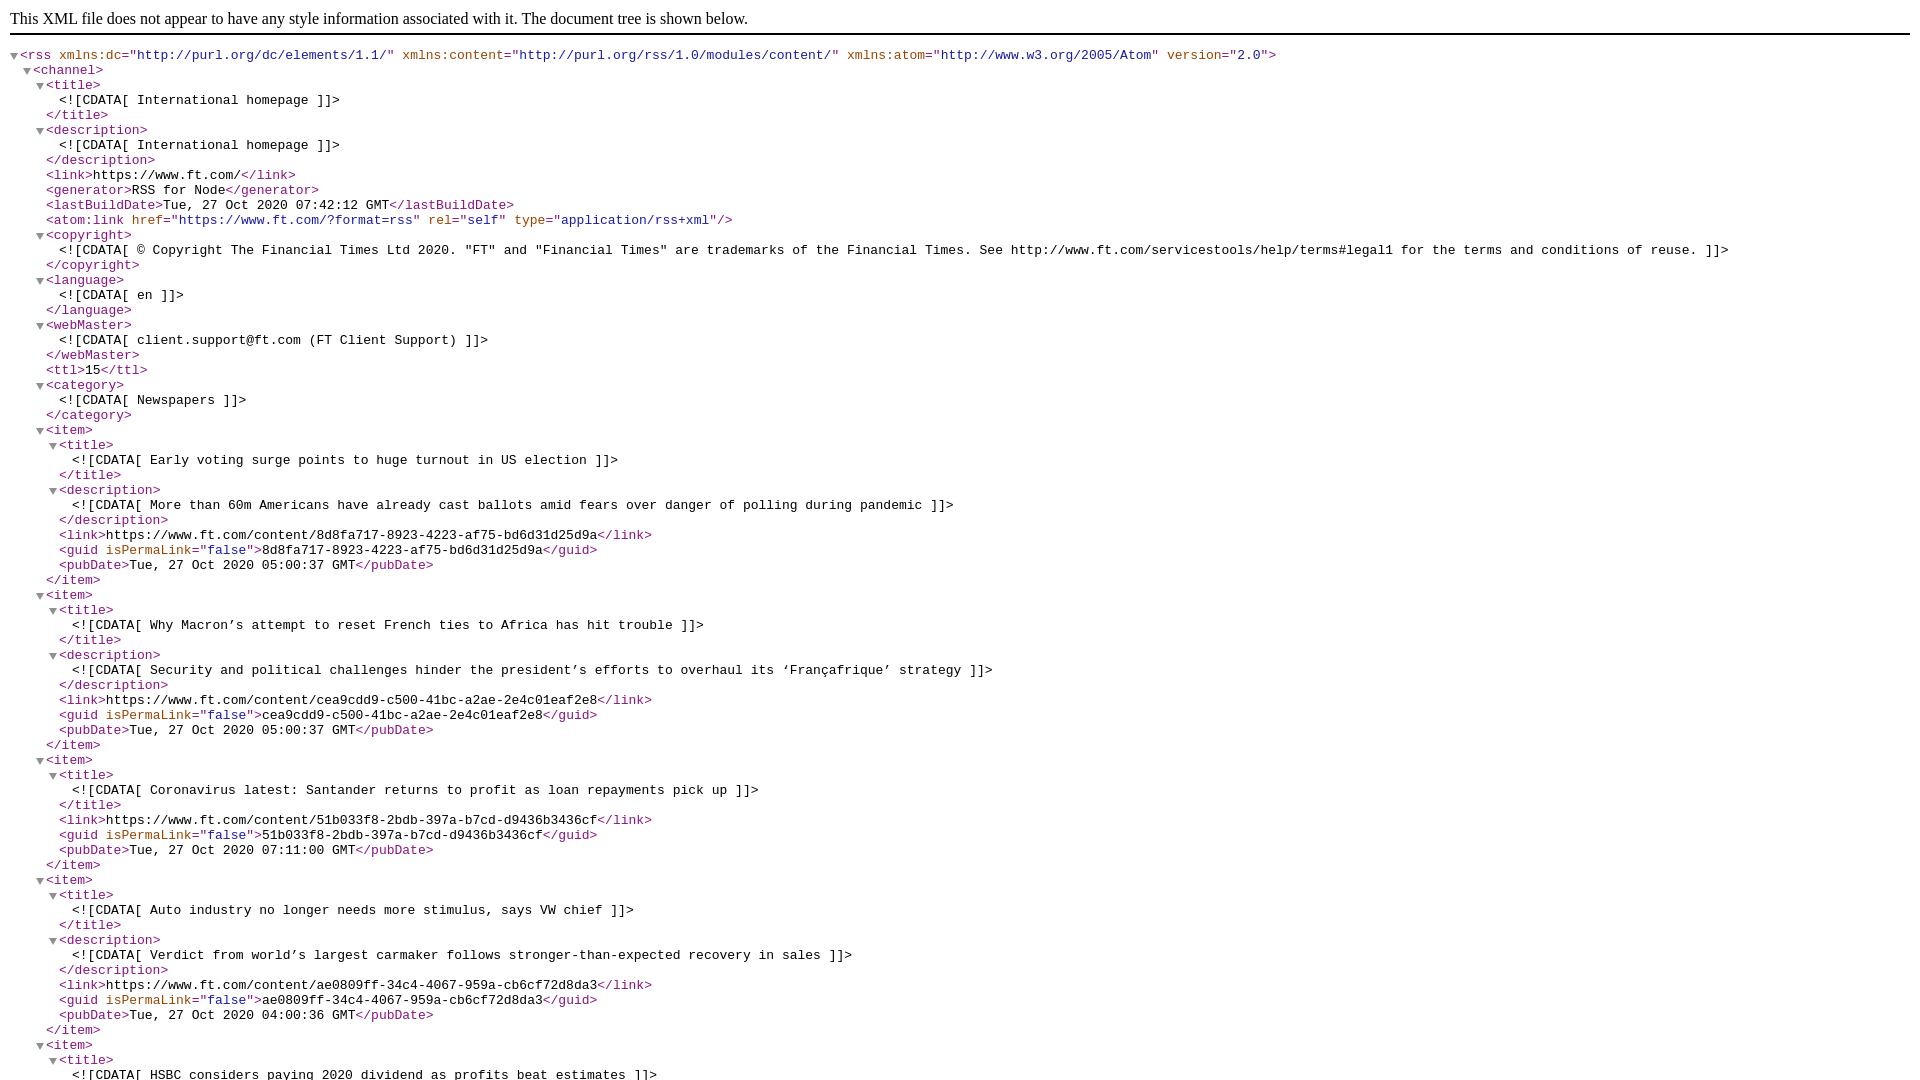 This XML file does not appear to have any style information associated with it. The document tree is shown below.
<rss xmlns:dc="http://purl.org/dc/elements/1.1/" xmlns:content="http://purl.org/rss/1.0/modules/content/" xmlns:atom="http://www.w3.org/2005/Atom" version="2.0">
<channel>
<title>
<![CDATA[ International homepage ]]>
</title>
<description>
<![CDATA[ International homepage ]]>
</description>
<link>https://www.ft.com/</link>
<generator>RSS for Node</generator>
<lastBuildDate>Tue, 27 Oct 2020 07:42:12 GMT</lastBuildDate>
<atom:link href="https://www.ft.com/?format=rss" rel="self" type="application/rss+xml"/>
<copyright>
<![CDATA[ © Copyright The Financial Times Ltd 2020. "FT" and "Financial Times" are trademarks of the Financial Times. See http://www.ft.com/servicestools/help/terms#legal1 for the terms and conditions of reuse. ]]>
</copyright>
<language>
<![CDATA[ en ]]>
</language>
<webMaster>
<![CDATA[ client.support@ft.com (FT Client Support) ]]>
</webMaster>
<ttl>15</ttl>
<category>
<![CDATA[ Newspapers ]]>
</category>
<item>
<title>
<![CDATA[ Early voting surge points to huge turnout in US election ]]>
</title>
<description>
<![CDATA[ More than 60m Americans have already cast ballots amid fears over danger of polling during pandemic ]]>
</description>
<link>https://www.ft.com/content/8d8fa717-8923-4223-af75-bd6d31d25d9a</link>
<guid isPermaLink="false">8d8fa717-8923-4223-af75-bd6d31d25d9a</guid>
<pubDate>Tue, 27 Oct 2020 05:00:37 GMT</pubDate>
</item>
<item>
<title>
<![CDATA[ Why Macron’s attempt to reset French ties to Africa has hit trouble ]]>
</title>
<description>
<![CDATA[ Security and political challenges hinder the president’s efforts to overhaul its ‘Françafrique’ strategy ]]>
</description>
<link>https://www.ft.com/content/cea9cdd9-c500-41bc-a2ae-2e4c01eaf2e8</link>
<guid isPermaLink="false">cea9cdd9-c500-41bc-a2ae-2e4c01eaf2e8</guid>
<pubDate>Tue, 27 Oct 2020 05:00:37 GMT</pubDate>
</item>
<item>
<title>
<![CDATA[ Coronavirus latest: Santander returns to profit as loan repayments pick up ]]>
</title>
<link>https://www.ft.com/content/51b033f8-2bdb-397a-b7cd-d9436b3436cf</link>
<guid isPermaLink="false">51b033f8-2bdb-397a-b7cd-d9436b3436cf</guid>
<pubDate>Tue, 27 Oct 2020 07:11:00 GMT</pubDate>
</item>
<item>
<title>
<![CDATA[ Auto industry no longer needs more stimulus, says VW chief ]]>
</title>
<description>
<![CDATA[ Verdict from world’s largest carmaker follows stronger-than-expected recovery in sales ]]>
</description>
<link>https://www.ft.com/content/ae0809ff-34c4-4067-959a-cb6cf72d8da3</link>
<guid isPermaLink="false">ae0809ff-34c4-4067-959a-cb6cf72d8da3</guid>
<pubDate>Tue, 27 Oct 2020 04:00:36 GMT</pubDate>
</item>
<item>
<title>
<![CDATA[ HSBC considers paying 2020 dividend as profits beat estimates ]]>